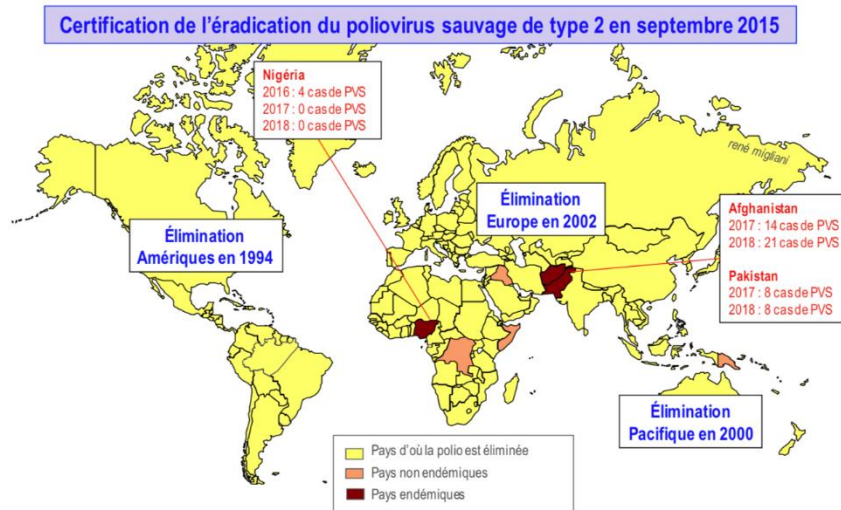 Certification de l'éradication du poliovirus sauvage de type 2 en septembre 2015
Nigéria
2016 : 4 cas de PVS
2017 : 0 cas de PVS
2018 : 0 cas de PVS
rené migliani
Élimination
Europe en 2002
Afghanistan
2017 : 14 cas de PVS
2018 : 21 cas de PVS
Pakistan
2017 : 8 cas de PVS
2018 : 8 cas de PVS
Élimination
Amériques en 1994
Élimination
Pacifique en 2000
Pays d'où la polio est éliminée
Pays non endémiques
Pays endémiques